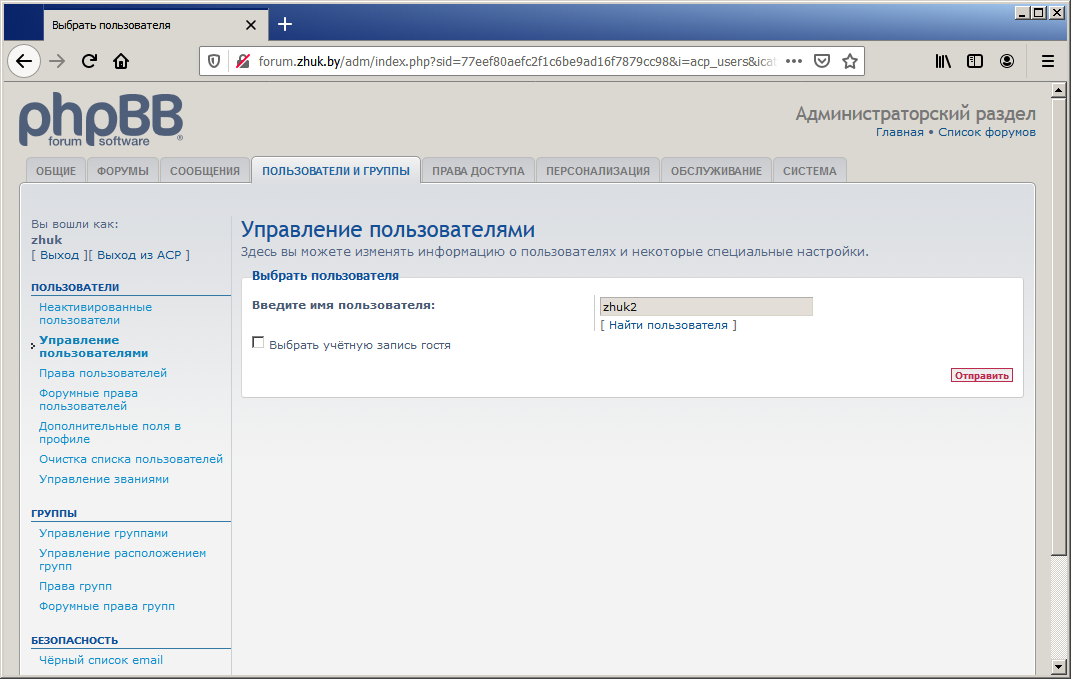 Выбрать пользователя
forum.zhuk.by/adm/index.php?sid=77eef80aefc2f1c6be9ad16f7879cc98&i=acp_users&icat
phpBB
forum software
®
Администраторский раздел
Главная • Список форумов
ОБЩИЕ ФОРУМЫ СООБЩЕНИЯ ПОЛЬЗОВАТЕЛИ И ГРУППЫ ПРАВА ДОСТУПА ПЕРСОНАЛИЗАЦИЯ ОБСЛУЖИВАНИЕ СИСТЕМА
Вы вошли как:
zhuk
[ Выход ][ Выход из ACP ]
ПОЛЬЗОВАТЕЛИ
Неактивированные
пользователи
Управление
пользователями
Права пользователей
Форумные права
пользователей
Дополнительные поля в
профиле
Очистка списка пользователей
Управление званиями
ГРУППЫ
Управление группами
Управление расположением
групп
Права групп
Форумные права групп
БЕЗОПАСНОСТЬ
Чёрный список email
Управление пользователями
Здесь вы можете изменять информацию о пользователях и некоторые специальные настройки.
Выбрать пользователя
Введите имя пользователя:
zhuk2
[ Найти пользователя ]
Выбрать учётную запись гостя
Отправить